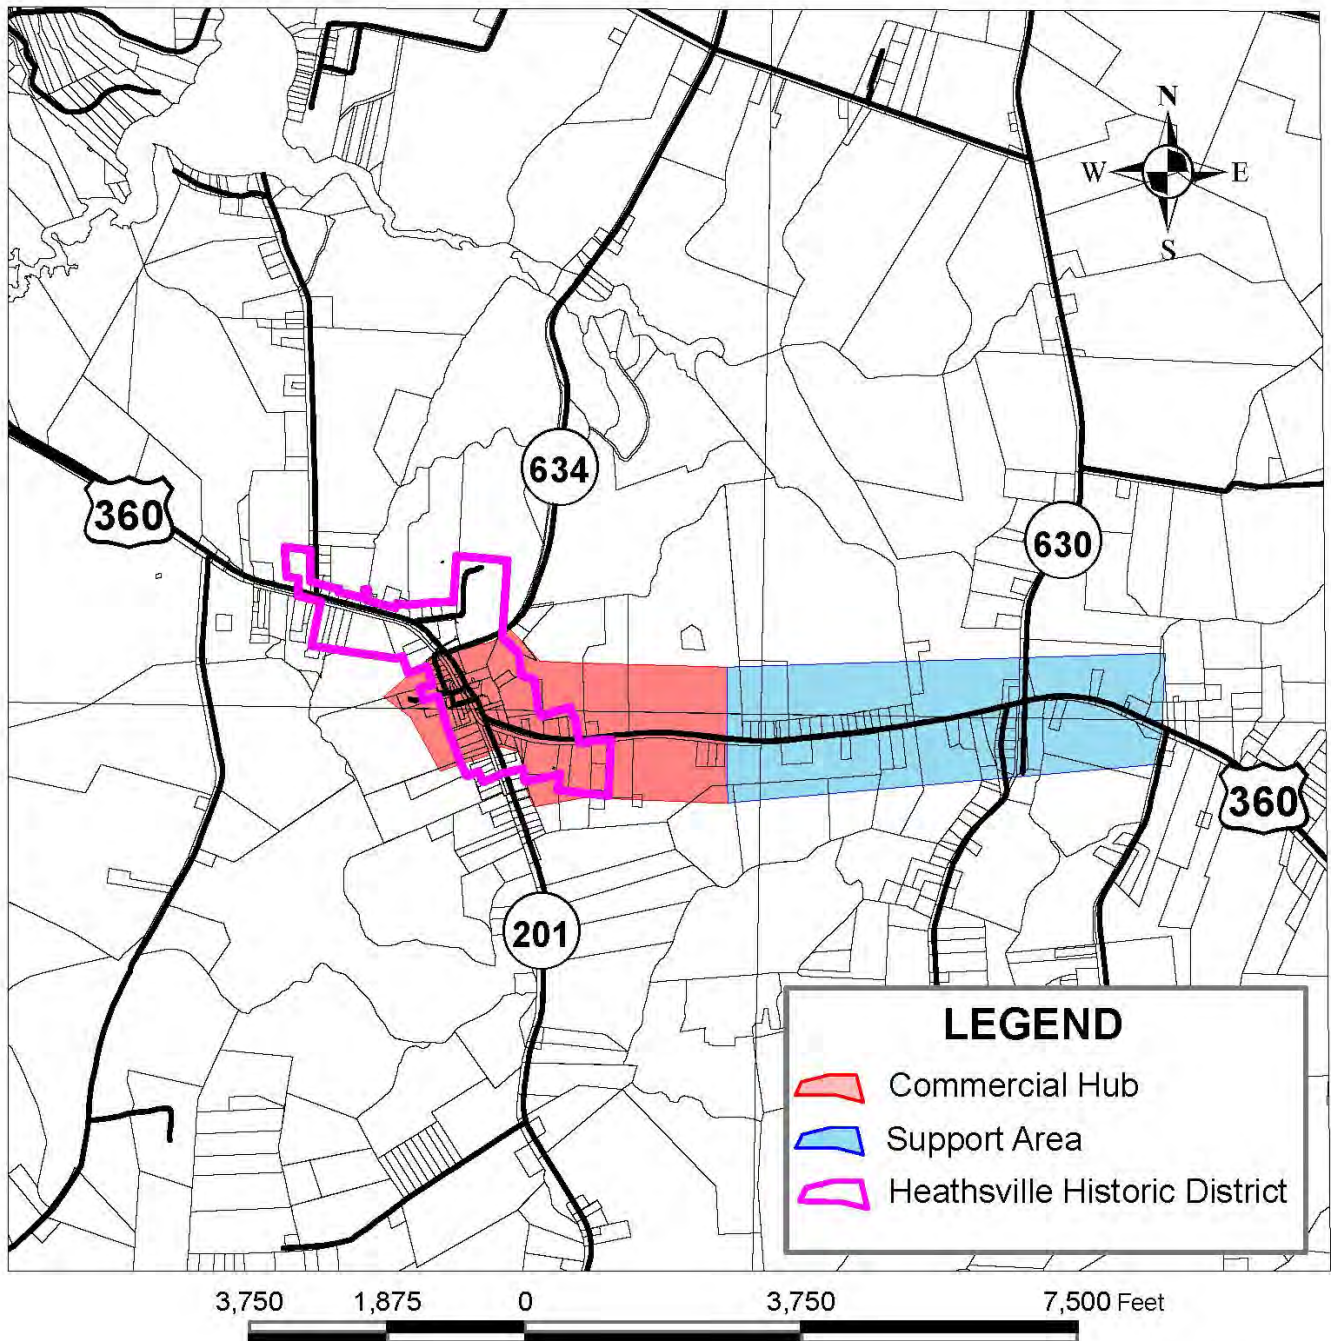 N
W E
S
634
360
630
360
201
LEGEND
Commercial Hub
Support Area
Heathsville Historic District
3,750 1,875 0 3,750 7,500 Feet